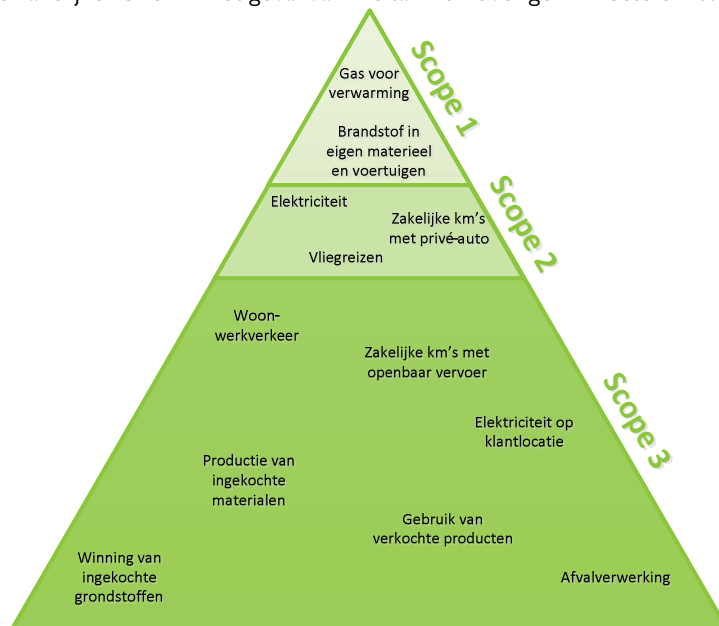 Gas voor
verwarming
Scope 1
Brandstof in
eigen materieel
en voertuigen
Elektriciteit
Zakelijke km's
met privé-auto
Vliegreizen
Scope 2
Woon-
werkverkeer
Zakelijke km's met
openbaar vervoer
Elektriciteit op
klantlocatie
Scope 3
Productie van
ingekochte
materialen
Gebruik van
verkochte producten
Winning van
ingekochte
grondstoffen
Afvalverwerking